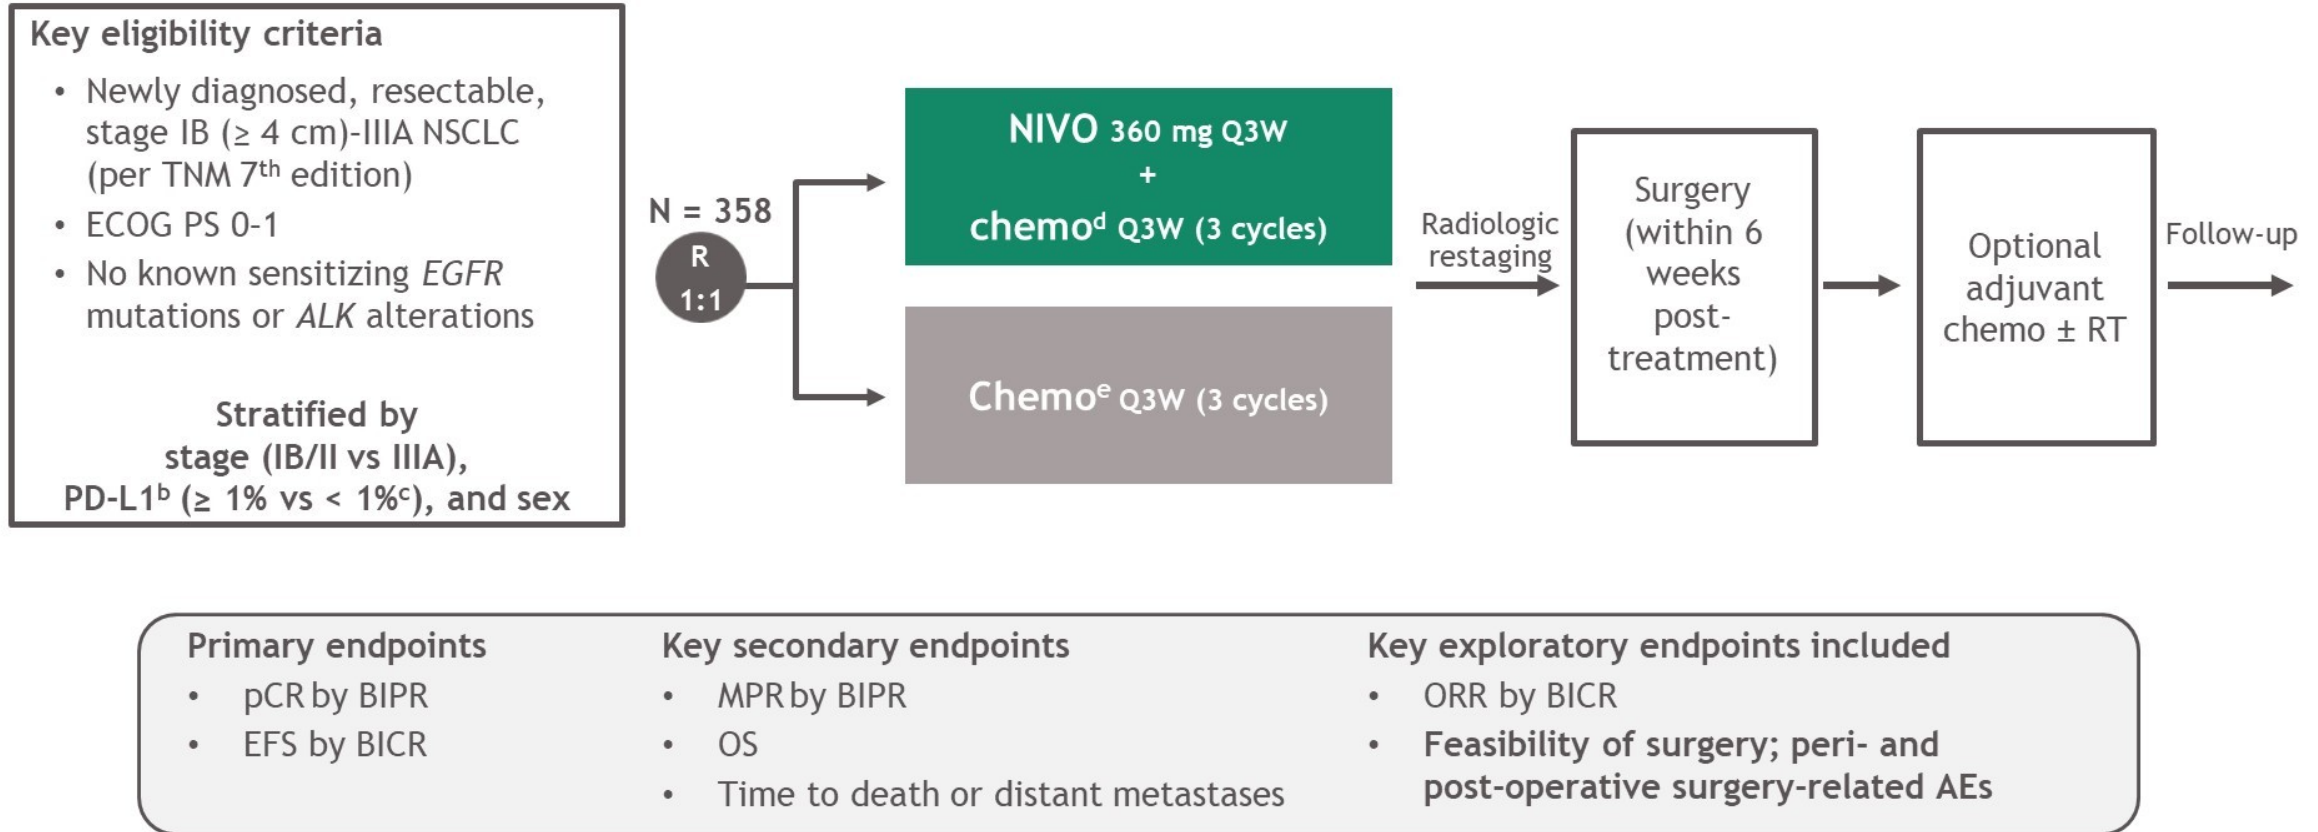 Key eligibility criteria
• Newly diagnosed, resectable,
stage IB (≥ 4 cm)–IIIA NSCLC
(per TNM 7th edition)
• ECOG PS 0–1
• No known sensitizing EGFR
mutations or ALK alterations
Stratified by
stage (IB/II vs IIIA),
PD-L1ᵇ (≥ 1% vs < 1%ᶜ), and sex
N = 358
R
1:1
NIVO 360 mg Q3W
+
chemoᵈ Q3W (3 cycles)
Chemoᵉ Q3W (3 cycles)
Radiologic
restaging
Surgery
(within 6
weeks
post-
treatment)
Optional
adjuvant
chemo ± RT
Follow-up
Primary endpoints
• pCR by BIPR
• EFS by BICR
Key secondary endpoints
• MPR by BIPR
• OS
• Time to death or distant metastases
Key exploratory endpoints included
• ORR by BICR
• Feasibility of surgery; peri- and
post-operative surgery-related AEs